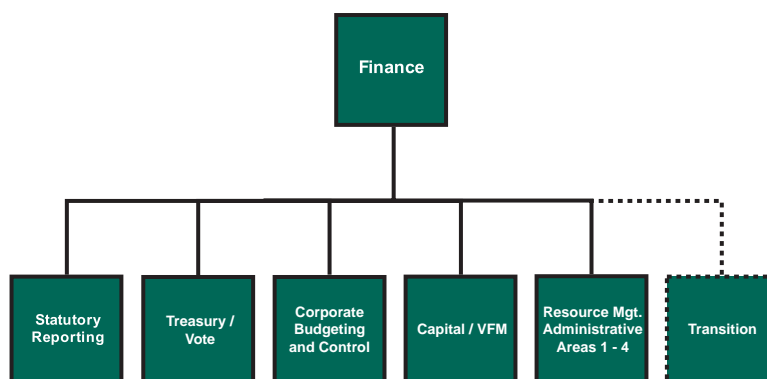 Finance
Statutory
Reporting
Treasury /
Vote
Corporate
Budgeting
and Control
Capital / VFM
Resource Mgt.
Administrative
Areas 1 - 4
Transition